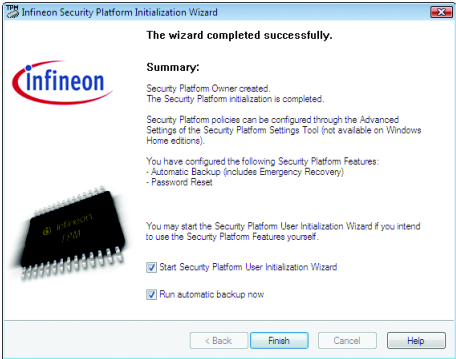 TPM
Infineon Security Platform Initialization Wizard
The wizard completed successfully.
infineon
Summary:
Security Platform Owner created.
The Security Platform initialization is completed.
Security Platform policies can be configured through the Advanced
Settings of the Security Platform Settings Tool (not available on Windows
Home editions).
You have configured the following Security Platform Features:
- Automatic Backup (includes Emergency Recovery)
- Password Reset
Infineon
TPM
You may start the Security Platform User Initialization Wizard if you intend
to use the Security Platform Features yourself.
Start Security Platform User Initialization Wizard
Run automatic backup now
< Back
Finish
Cancel
Help